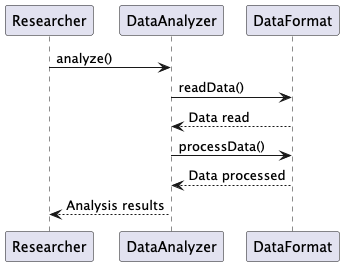 Researcher DataAnalyzer DataFormat
analyze()
readData()
Data read
processData()
Data processed
Analysis results
Researcher DataAnalyzer DataFormat